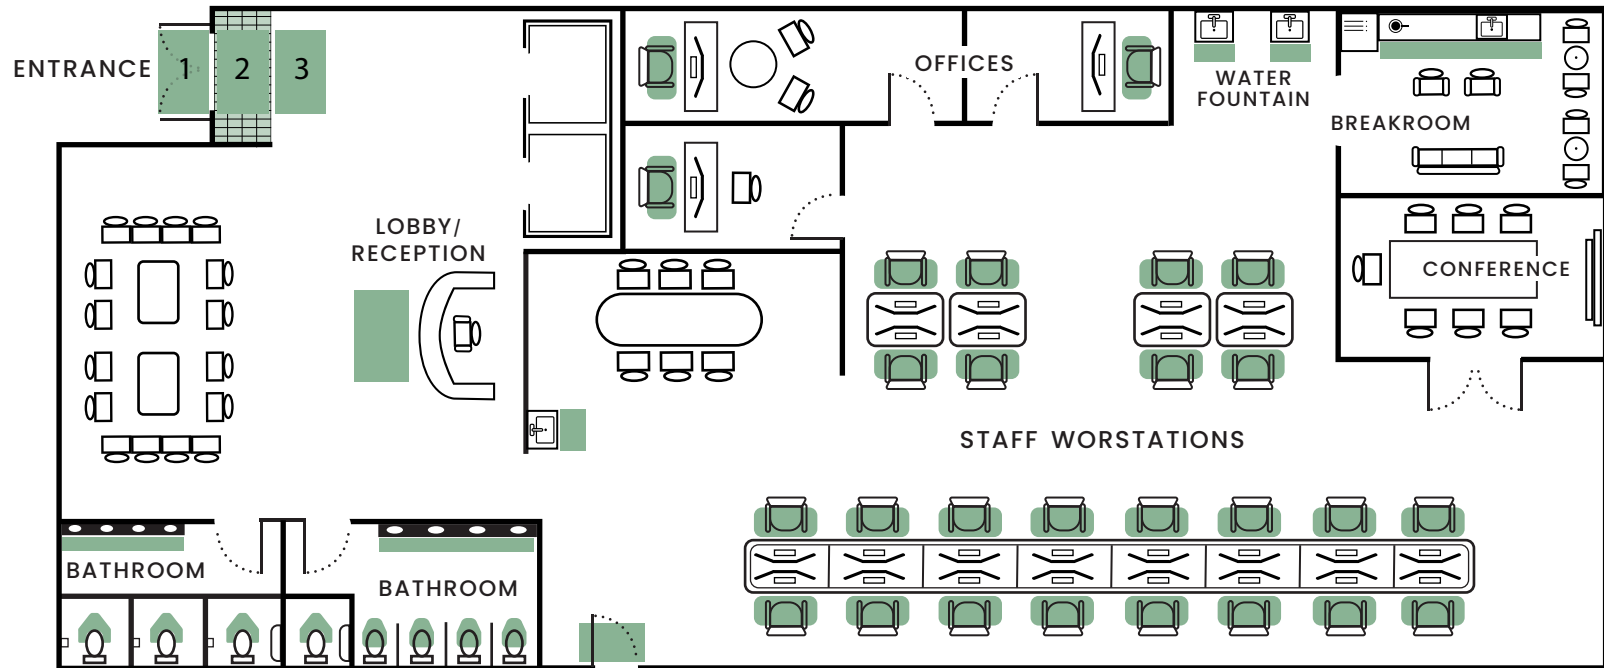 ENTRANCE
1
2
3
OFFICES
WATER
FOUNTAIN
BREAKROOM
LOBBY/
RECEPTION
CONFERENCE
STAFF WORSTATIONS
BATHROOM
BATHROOM